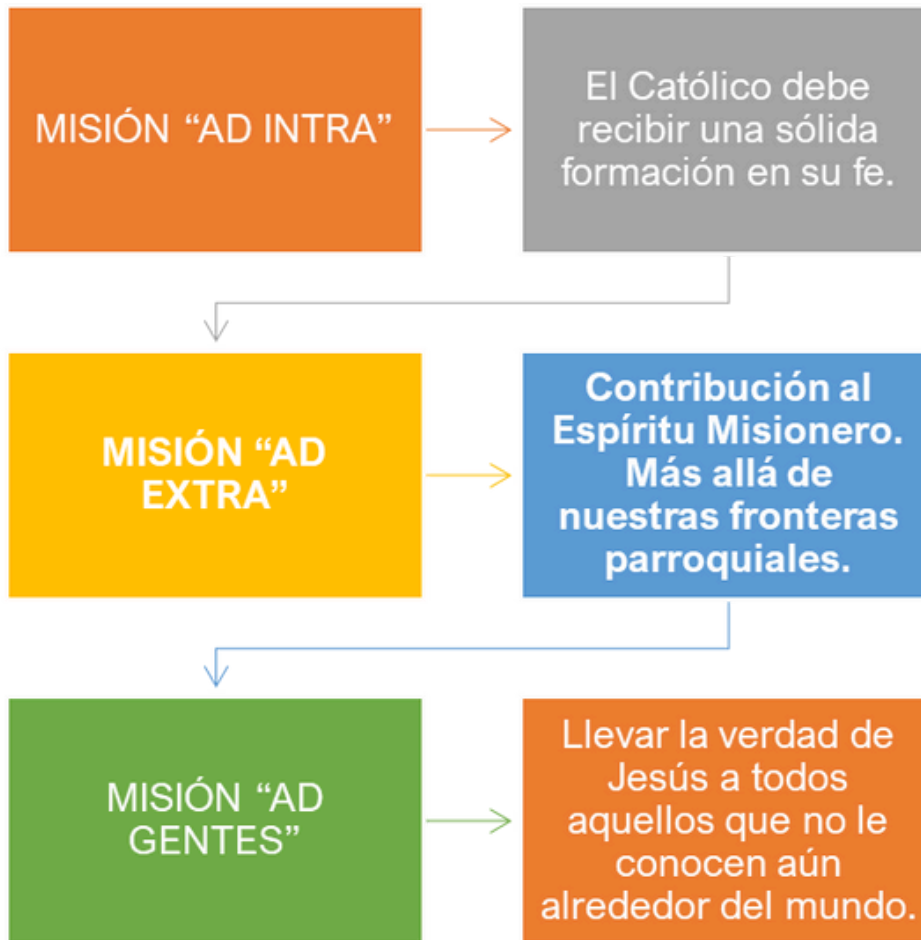 MISIÓN “AD INTRA”
El Católico debe
recibir una sólida
formación en su fe.
MISIÓN “AD
EXTRA”
Contribución al
Espíritu Misionero.
Más allá de
nuestras fronteras
parroquiales.
MISIÓN “AD
GENTES”
Llevar la verdad de
Jesús a todos
aquellos que no le
conocen aún
alrededor del mundo.